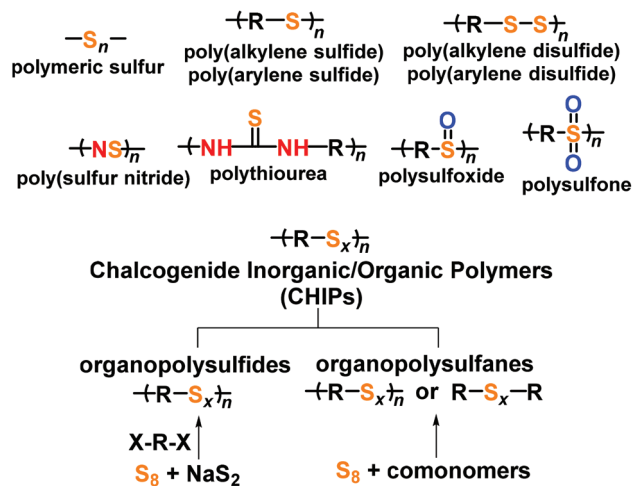 —Sn—
(R—S)n
(R—S—S)n
polymeric sulfur
poly(alkylene sulfide)
poly(arylene sulfide)
poly(alkylene disulfide)
poly(arylene disulfide)
(NS)n
S
(NH NH—R)n
O
(R—S)n
O
(R—S)n
O
poly(sulfur nitride)
polythiourea
polysulfoxide
polysulfone
(R—Sx)n
Chalcogenide Inorganic/Organic Polymers
(CHIPs)
organopolysulfides
(R—Sx)n
organopolysulfanes
(R—Sx)n or R—Sx—R
X-R-X
S8 + NaS2
S8 + comonomers